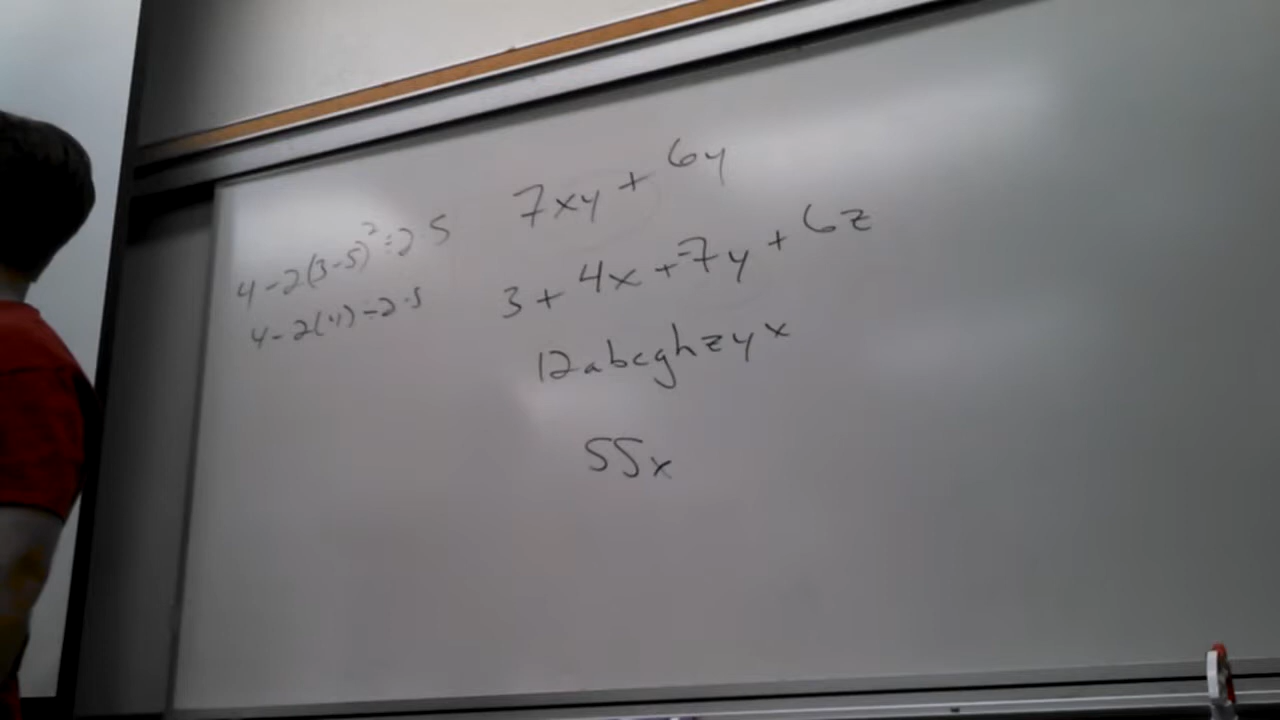 4-2(3-5)²÷2·5
4-2(4)÷2·5
7xy + 6y
3 + 4x + -7y + 6z
12abcghzyx
55x